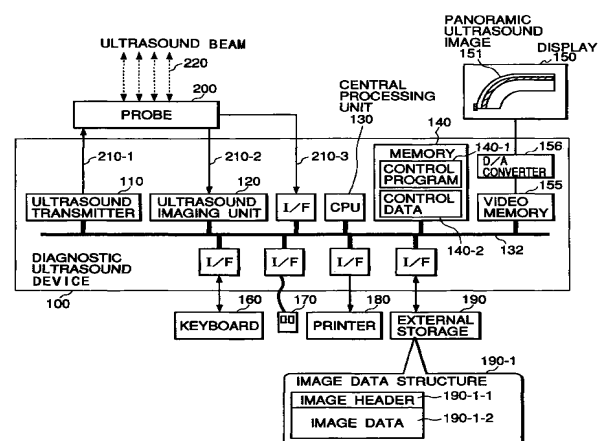 PANORAMIC
ULTRASOUND
IMAGE
151
DISPLAY
150
ULTRASOUND BEAM
220
200
PROBE
CENTRAL
PROCESSING
UNIT
130
140
140-1
MEMORY
CONTROL
PROGRAM
CONTROL
DATA
140-2
156
D/A
CONVERTER
155
VIDEO
MEMORY
132
210-1
210-2
210-3
110
ULTRASOUND
TRANSMITTER
120
ULTRASOUND
IMAGING UNIT
I/F
CPU
I/F
I/F
I/F
I/F
DIAGNOSTIC
ULTRASOUND
DEVICE
100
160
KEYBOARD
170
180
PRINTER
190
EXTERNAL
STORAGE
190-1
IMAGE DATA STRUCTURE
IMAGE HEADER
190-1-1
IMAGE DATA
190-1-2